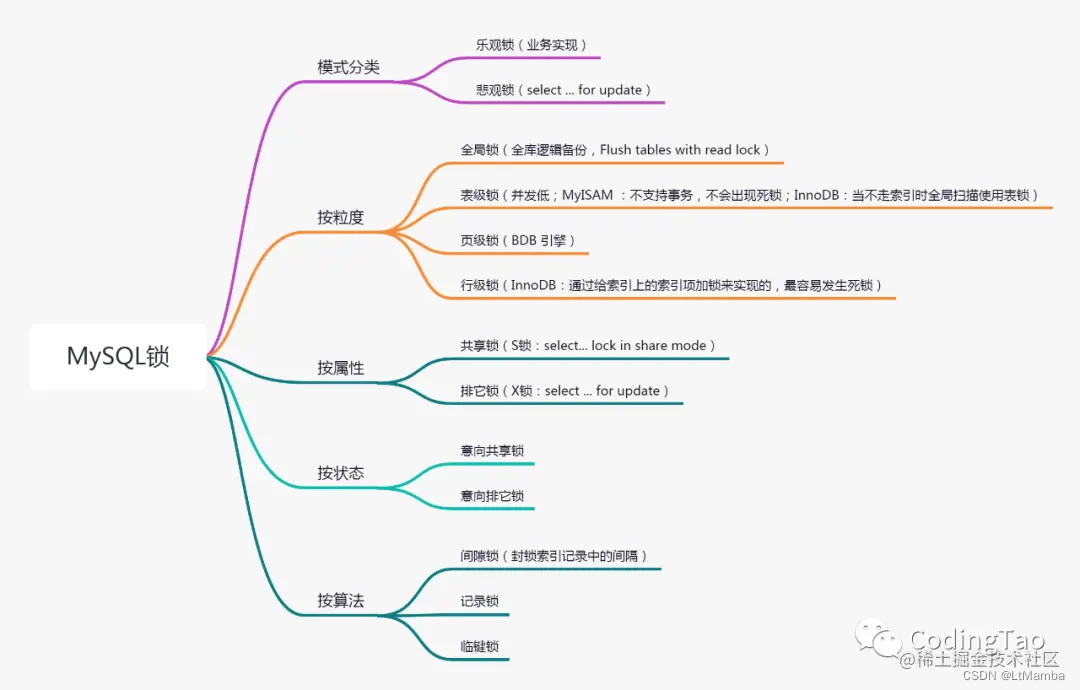 模式分类
乐观锁（业务实现）
悲观锁（select ... for update）
按粒度
全局锁（全库逻辑备份，Flush tables with read lock）
表级锁（并发低；MyISAM ：不支持事务，不会出现死锁；InnoDB：当不走索引时全局扫描使用表锁）
页级锁（BDB 引擎）
行级锁（InnoDB：通过给索引上的索引项加锁来实现的，最容易发生死锁）
MySQL锁
按属性
共享锁（S锁：select... lock in share mode）
排它锁（X锁：select ... for update）
按状态
意向共享锁
意向排它锁
按算法
间隙锁（封锁索引记录中的间隔）
记录锁
临键锁
CodingTao
@稀土掘金技术社区
CSDN @LtMamba